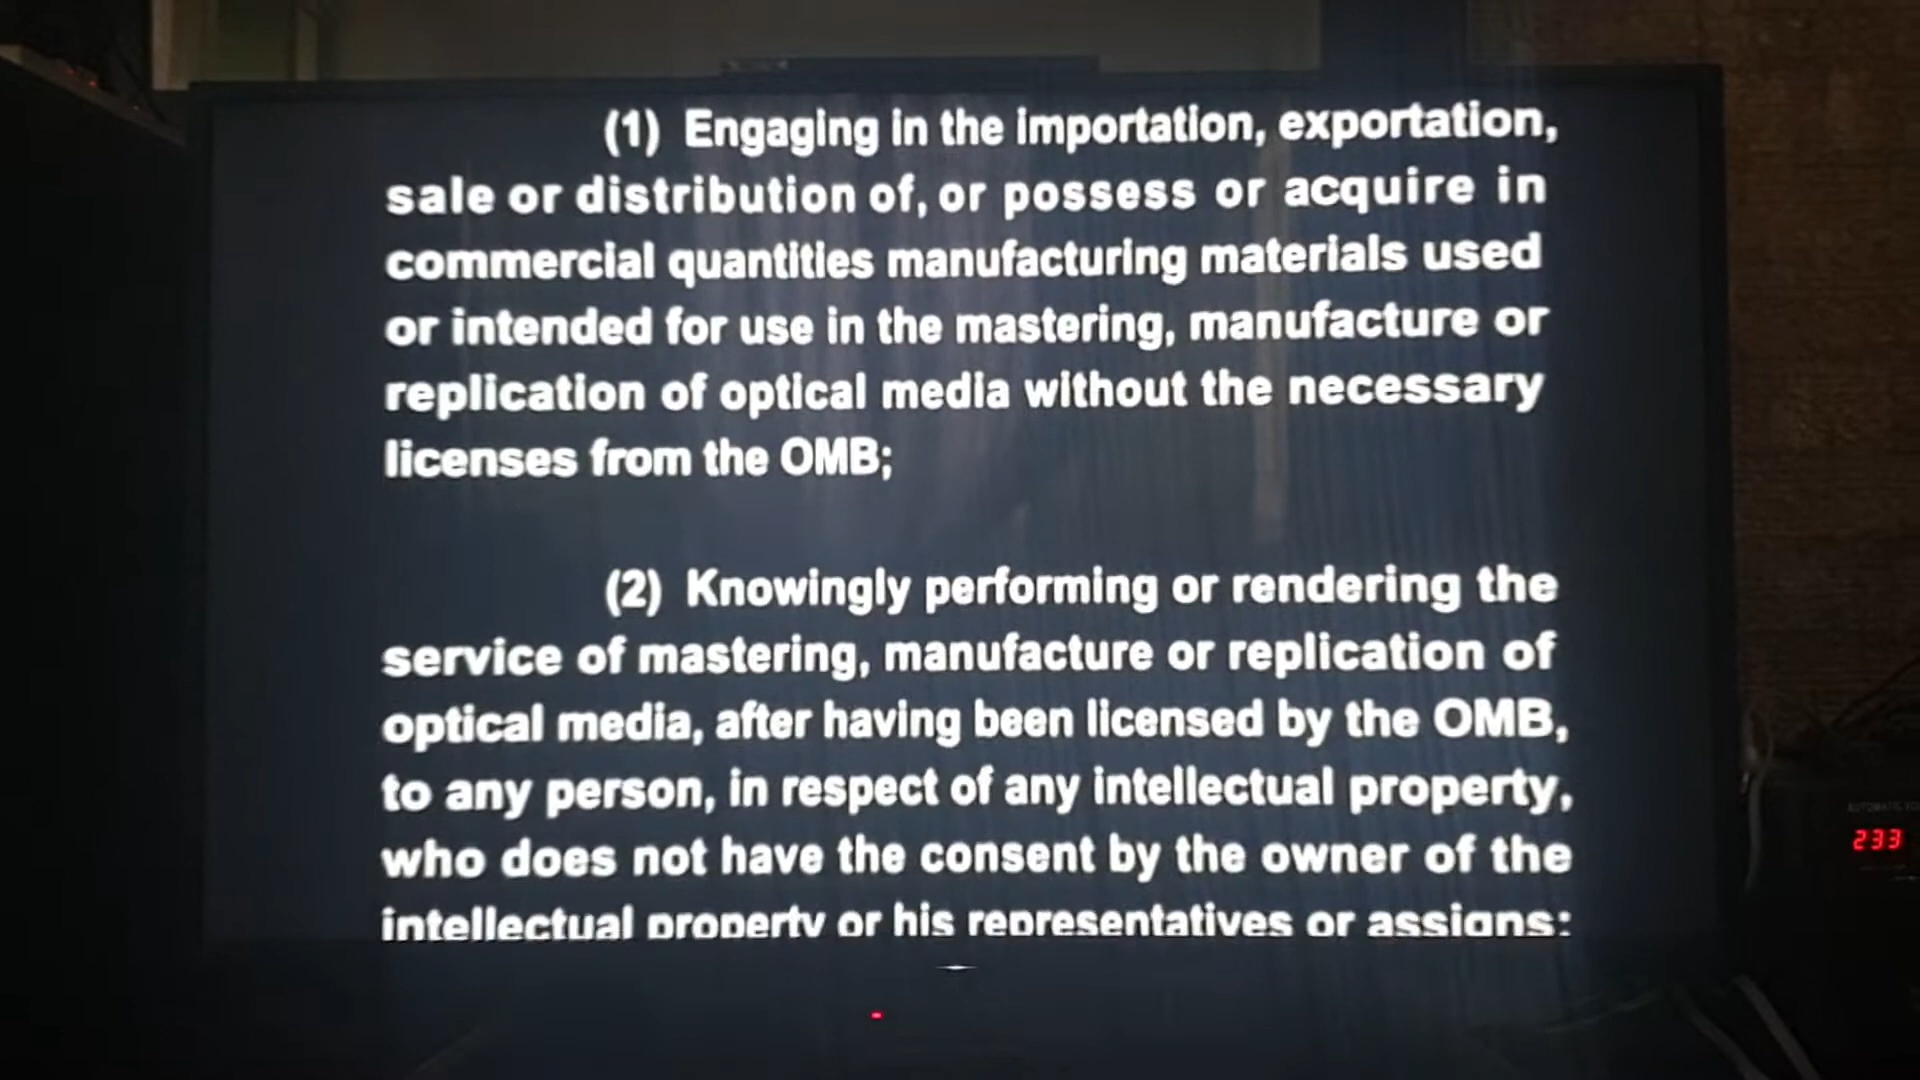 (1) Engaging in the importation, exportation,
sale or distribution of, or possess or acquire in
commercial quantities manufacturing materials used
or intended for use in the mastering, manufacture or
replication of optical media without the necessary
licenses from the OMB;
(2) Knowingly performing or rendering the
service of mastering, manufacture or replication of
optical media, after having been licensed by the OMB,
to any person, in respect of any intellectual property,
who does not have the consent by the owner of the
intellectual property or his representatives or assigns;
AUTOMATIC
233